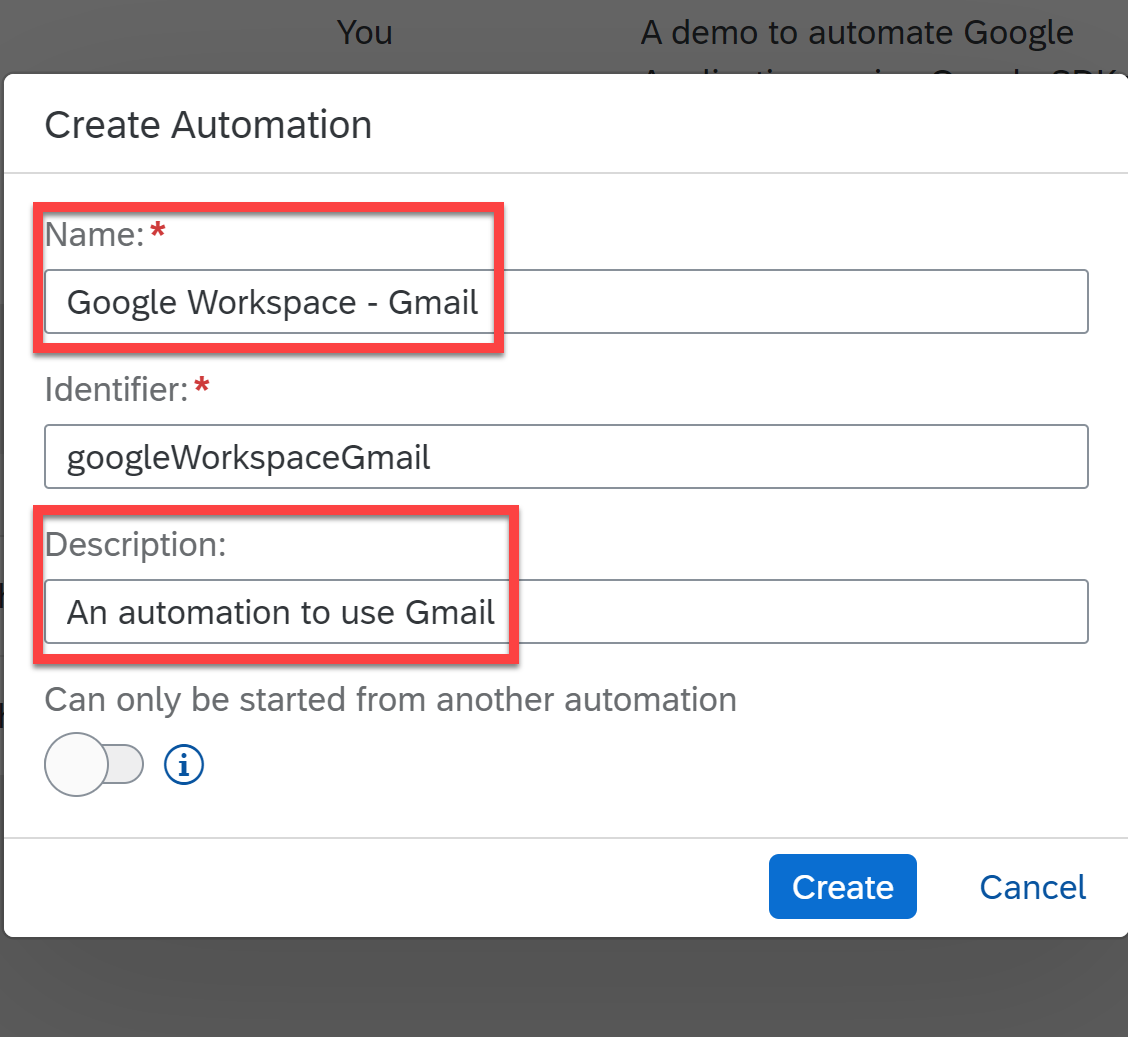 You
A demo to automate Google
Create Automation
Name:*
Google Workspace - Gmail
Identifier:*
googleWorkspaceGmail
Description:
An automation to use Gmail
Can only be started from another automation
Create
Cancel